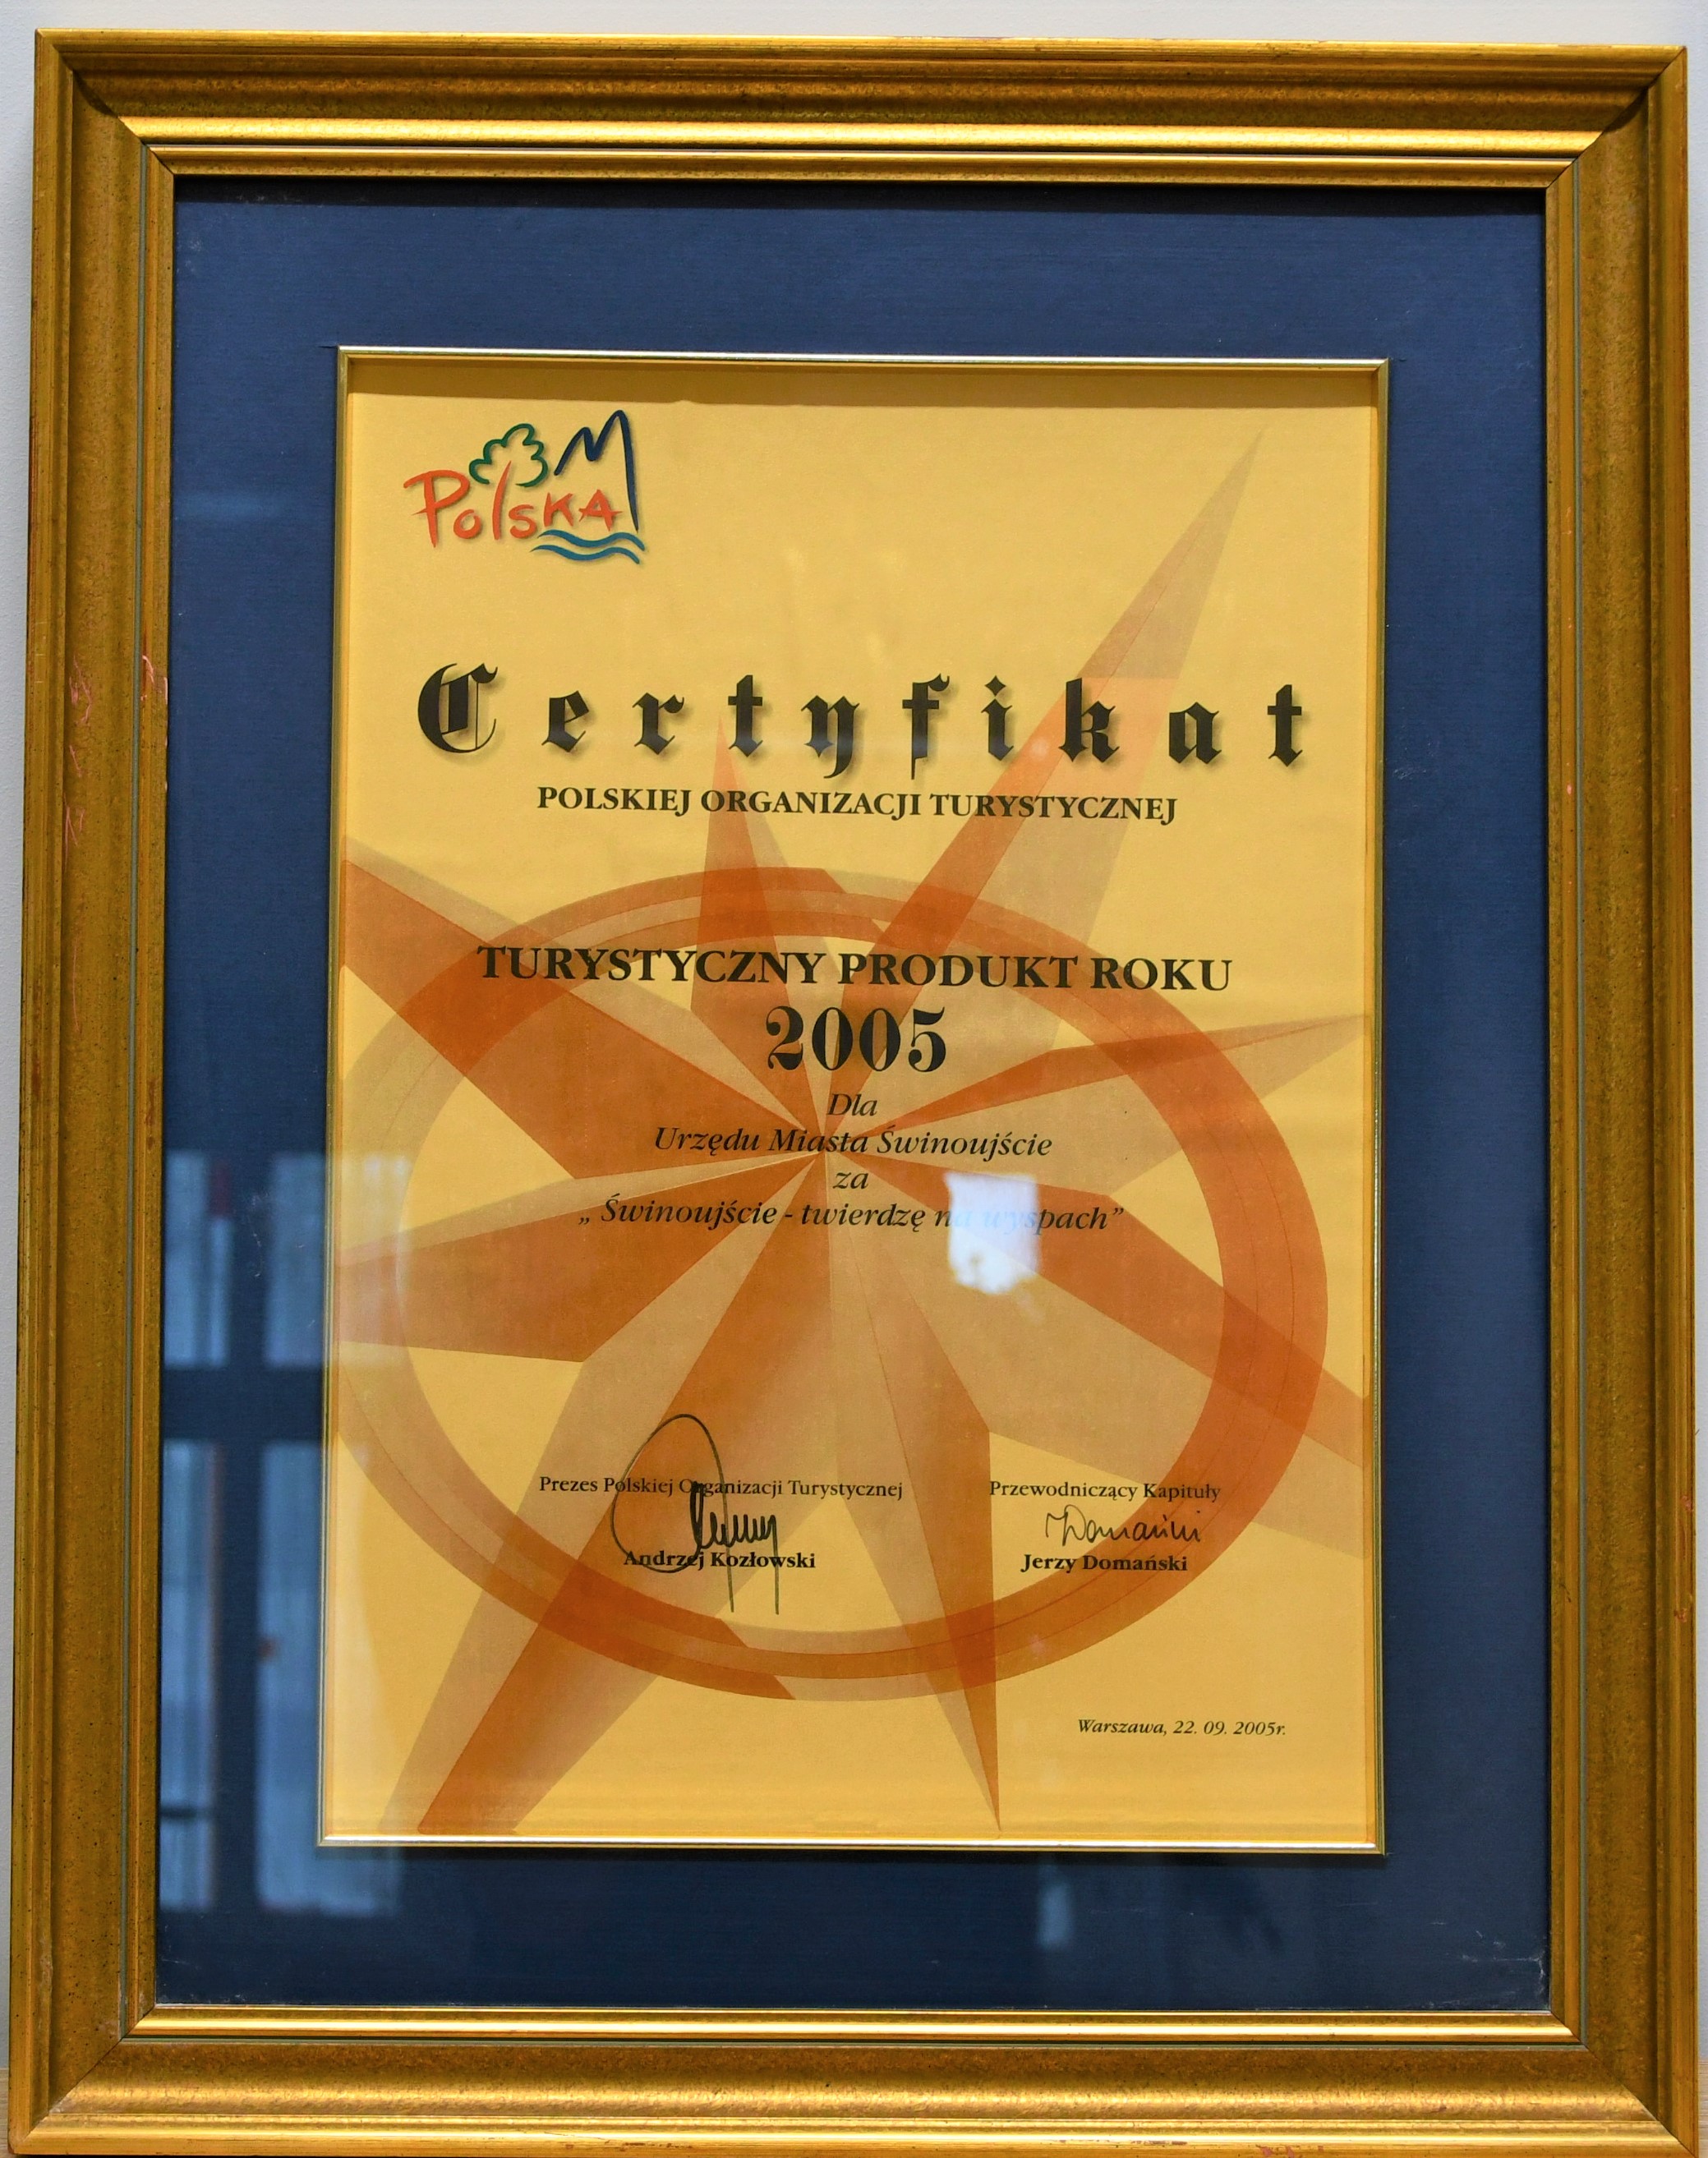 Polska
Certyfikat
POLSKIEJ ORGANIZACJI TURYSTYCZNEJ
TURYSTYCZNY PRODUKT ROKU
2005
Dla
Urzędu Miasta Świnoujście
za
„ Świnoujście - twierdzę na wyspach”
Prezes Polskiej Organizacji Turystycznej
Andrzej Kozłowski
Przewodniczący Kapituły
Domański
Jerzy Domański
Warszawa, 22. 09. 2005r.